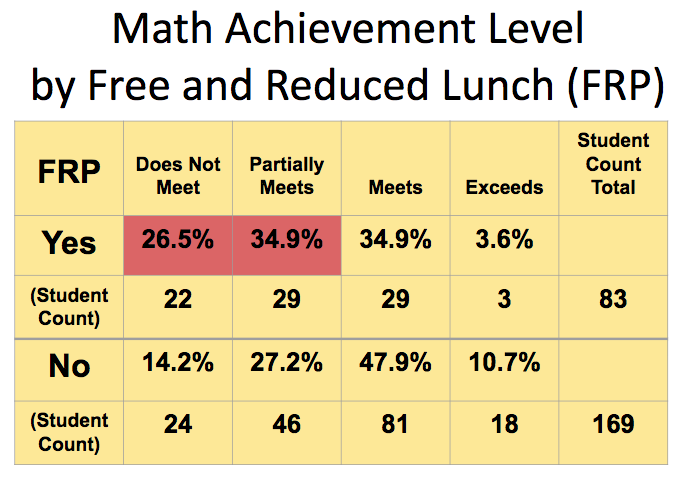 Math Achievement Level
by Free and Reduced Lunch (FRP)
FRP Does Not Meet Partially Meets Meets Exceeds Student Count Total
Yes 26.5% 34.9% 34.9% 3.6%
(Student Count) 22 29 29 3 83
No 14.2% 27.2% 47.9% 10.7%
(Student Count) 24 46 81 18 169